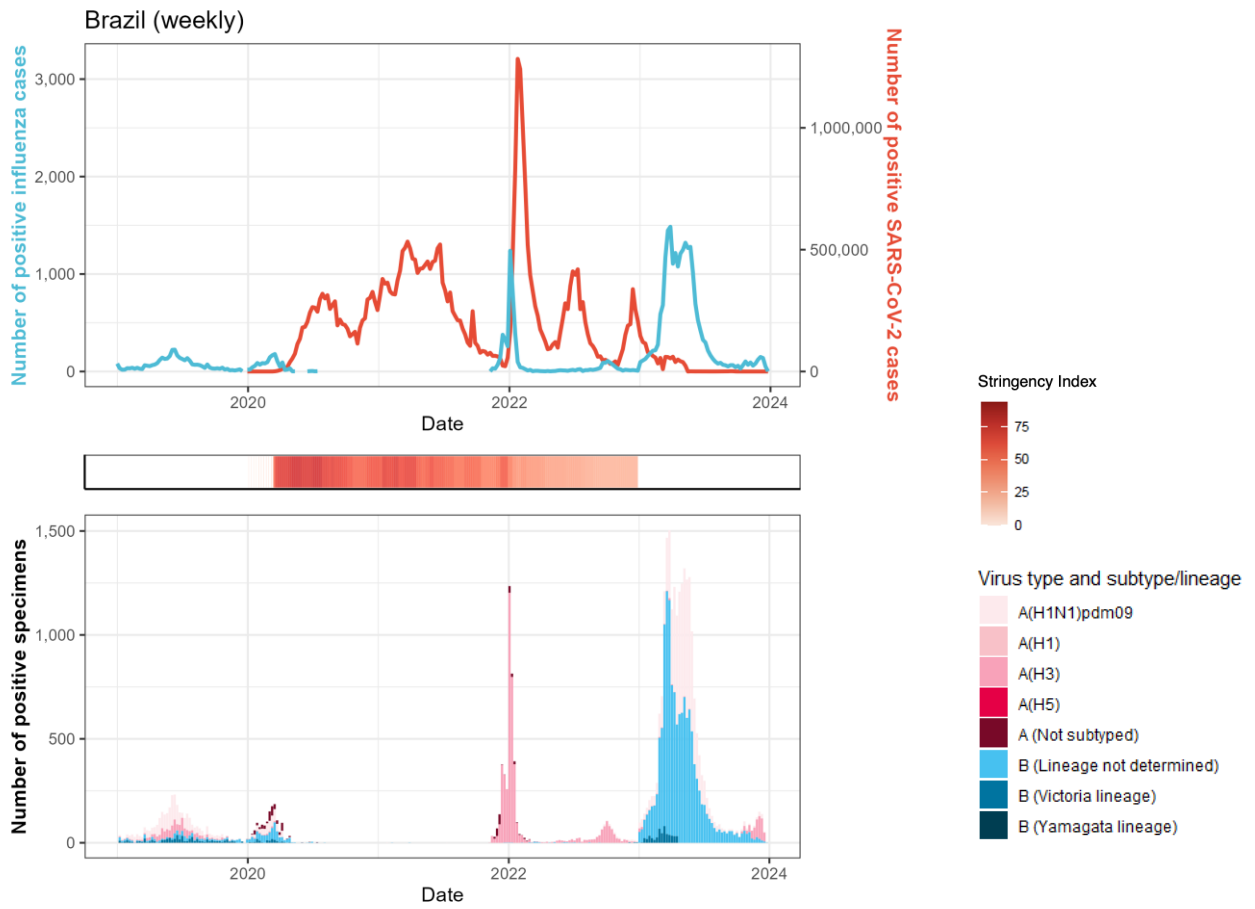 Brazil (weekly)
Number of positive influenza cases
3,000
2,000
1,000
0
1,000,000
500,000
0
Number of positive SARS-CoV-2 cases
2020
2022
2024
Date
Stringency Index
75
50
25
0
Number of positive specimens
1,500
1,000
500
0
2020
2022
2024
Date
Virus type and subtype/lineage
A(H1N1)pdm09
A(H1)
A(H3)
A(H5)
A (Not subtyped)
B (Lineage not determined)
B (Victoria lineage)
B (Yamagata lineage)